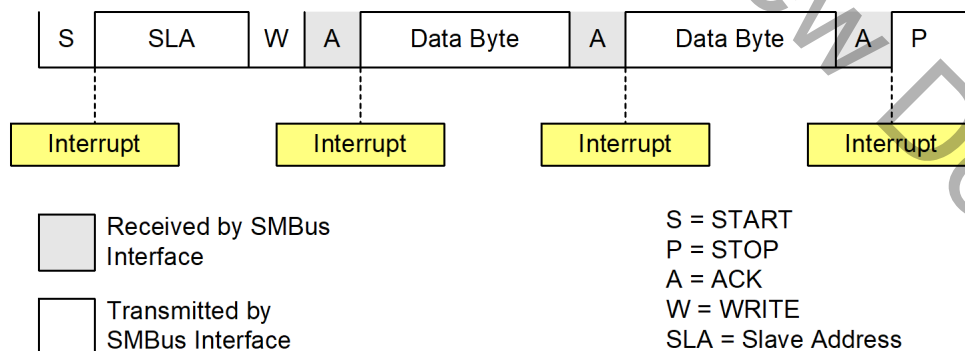 S SLA W A Data Byte A Data Byte A P
Interrupt Interrupt Interrupt Interrupt
Received by SMBus
Interface
Transmitted by
SMBus Interface
S = START
P = STOP
A = ACK
W = WRITE
SLA = Slave Address